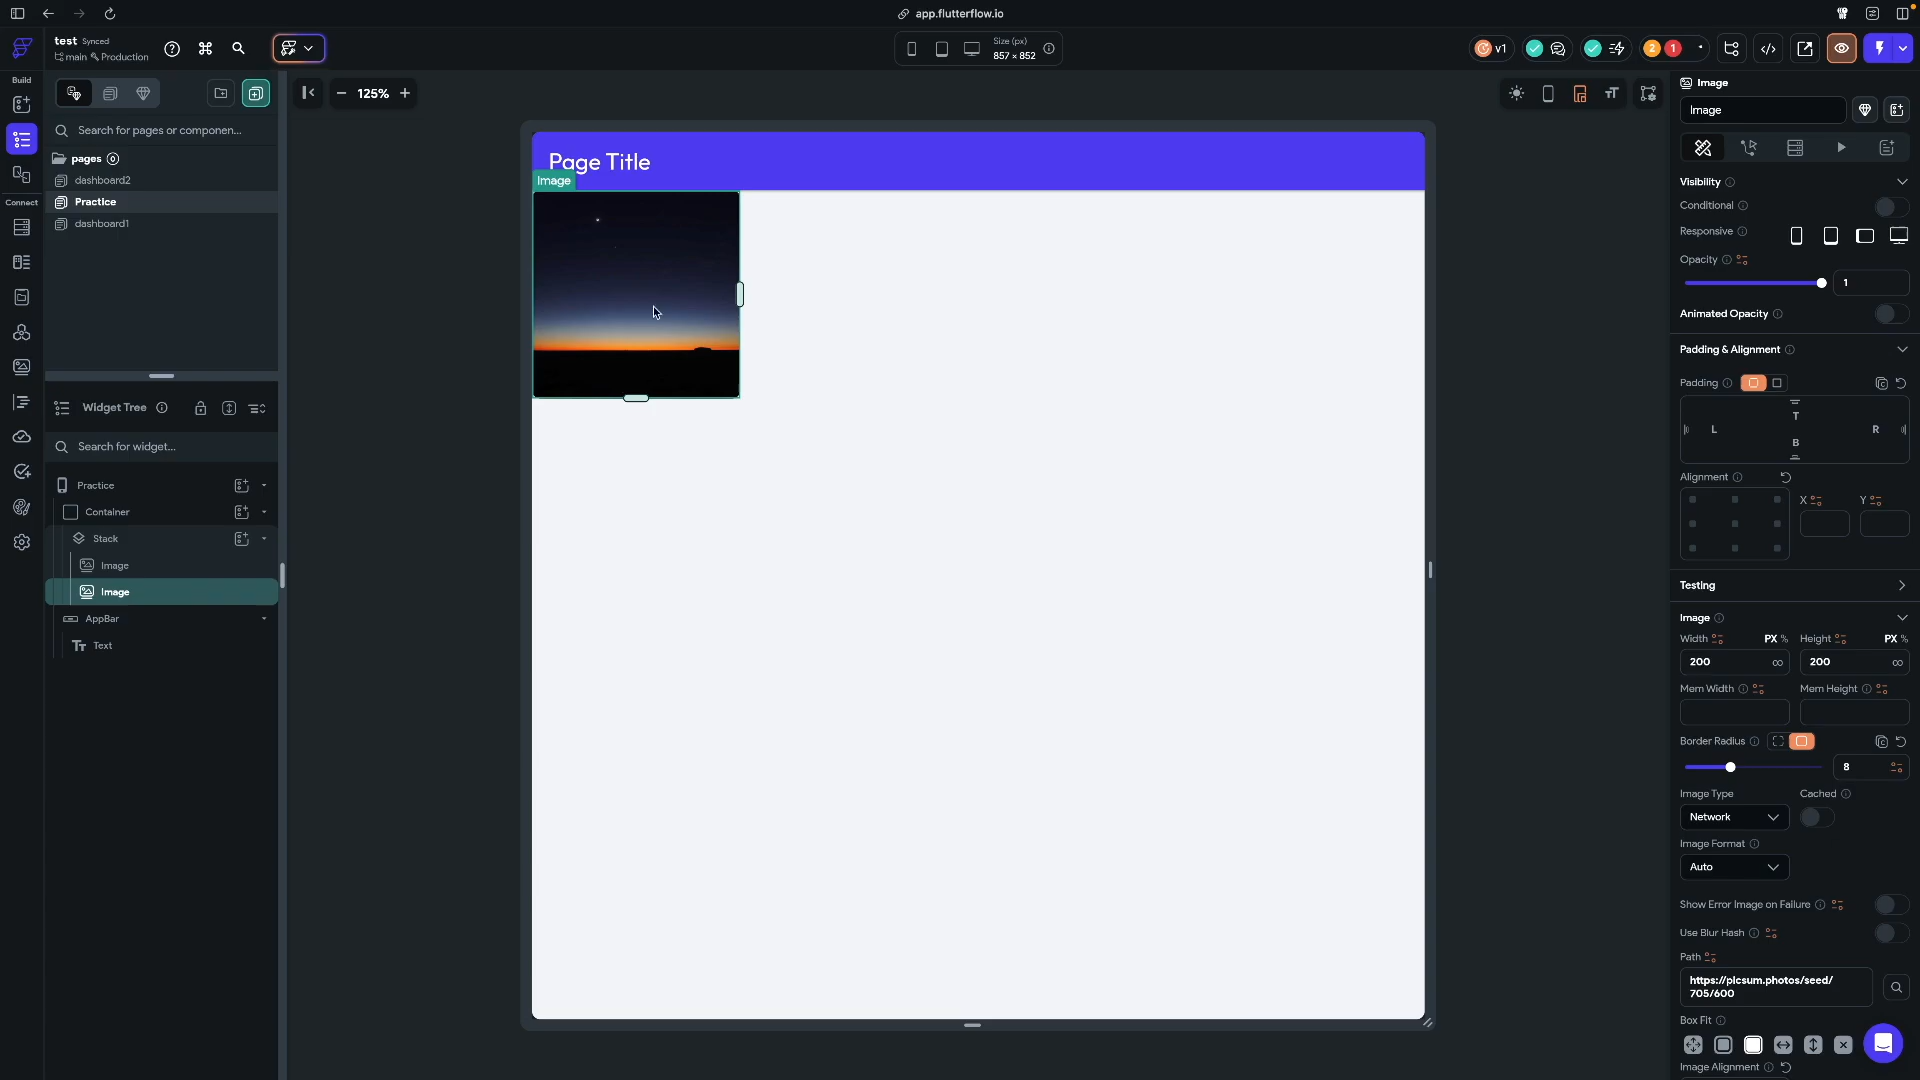 app.flutterflow.io
test Synced
main Production
Size (px)
857 × 852
v1
2 1
Build
125%
Search for pages or componen...
pages 0
dashboard2
Practice
dashboard1
Connect
Widget Tree
Search for widget...
Practice
Container
Stack
Image
Image
AppBar
Tt Text
Page Title
Image
Image
Image
Visibility
Conditional
Responsive
Opacity
1
Animated Opacity
Padding & Alignment
Padding
T
L R
B
Alignment X Y
Testing
Image
Width PX % Height PX %
200 ∞ 200 ∞
Mem Width Mem Height
Border Radius
8
Image Type Cached
Network
Image Format
Auto
Show Error Image on Failure
Use Blur Hash
Path
https://picsum.photos/seed/
705/600
Box Fit
Image Alignment